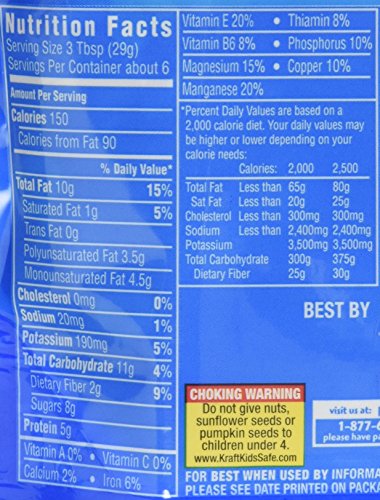 Nutrition Facts
Serving Size 3 Tbsp (29g)
Servings Per Container about 6
Amount Per Serving
Calories 150
Calories from Fat 90
% Daily Value*
Total Fat 10g 15%
Saturated Fat 1g 5%
Trans Fat 0g
Polyunsaturated Fat 3.5g
Monounsaturated Fat 4.5g
Cholesterol 0mg 0%
Sodium 20mg 1%
Potassium 190mg 5%
Total Carbohydrate 11g 4%
Dietary Fiber 2g 9%
Sugars 8g
Protein 5g
Vitamin A 0% • Vitamin C 0%
Calcium 2% • Iron 6%
Vitamin E 20% • Thiamin 8%
Vitamin B6 8% • Phosphorus 10%
Magnesium 15% • Copper 10%
Manganese 20%
*Percent Daily Values are based on a
2,000 calorie diet. Your daily values may
be higher or lower depending on your
calorie needs:
Calories: 2,000 2,500
Total Fat Less than 65g 80g
Sat Fat Less than 20g 25g
Cholesterol Less than 300mg 300mg
Sodium Less than 2,400mg 2,400mg
Potassium 3,500mg 3,500mg
Total Carbohydrate 300g 375g
Dietary Fiber 25g 30g
BEST BY
CHOKING WARNING
Do not give nuts,
sunflower seeds or
pumpkin seeds to
children under 4.
www.KraftKidsSafe.com
visit us at:
1-877-6
please have pa
FOR BEST WHEN USED BY INFORMA
PLEASE SEE DATE PRINTED ON PACKA